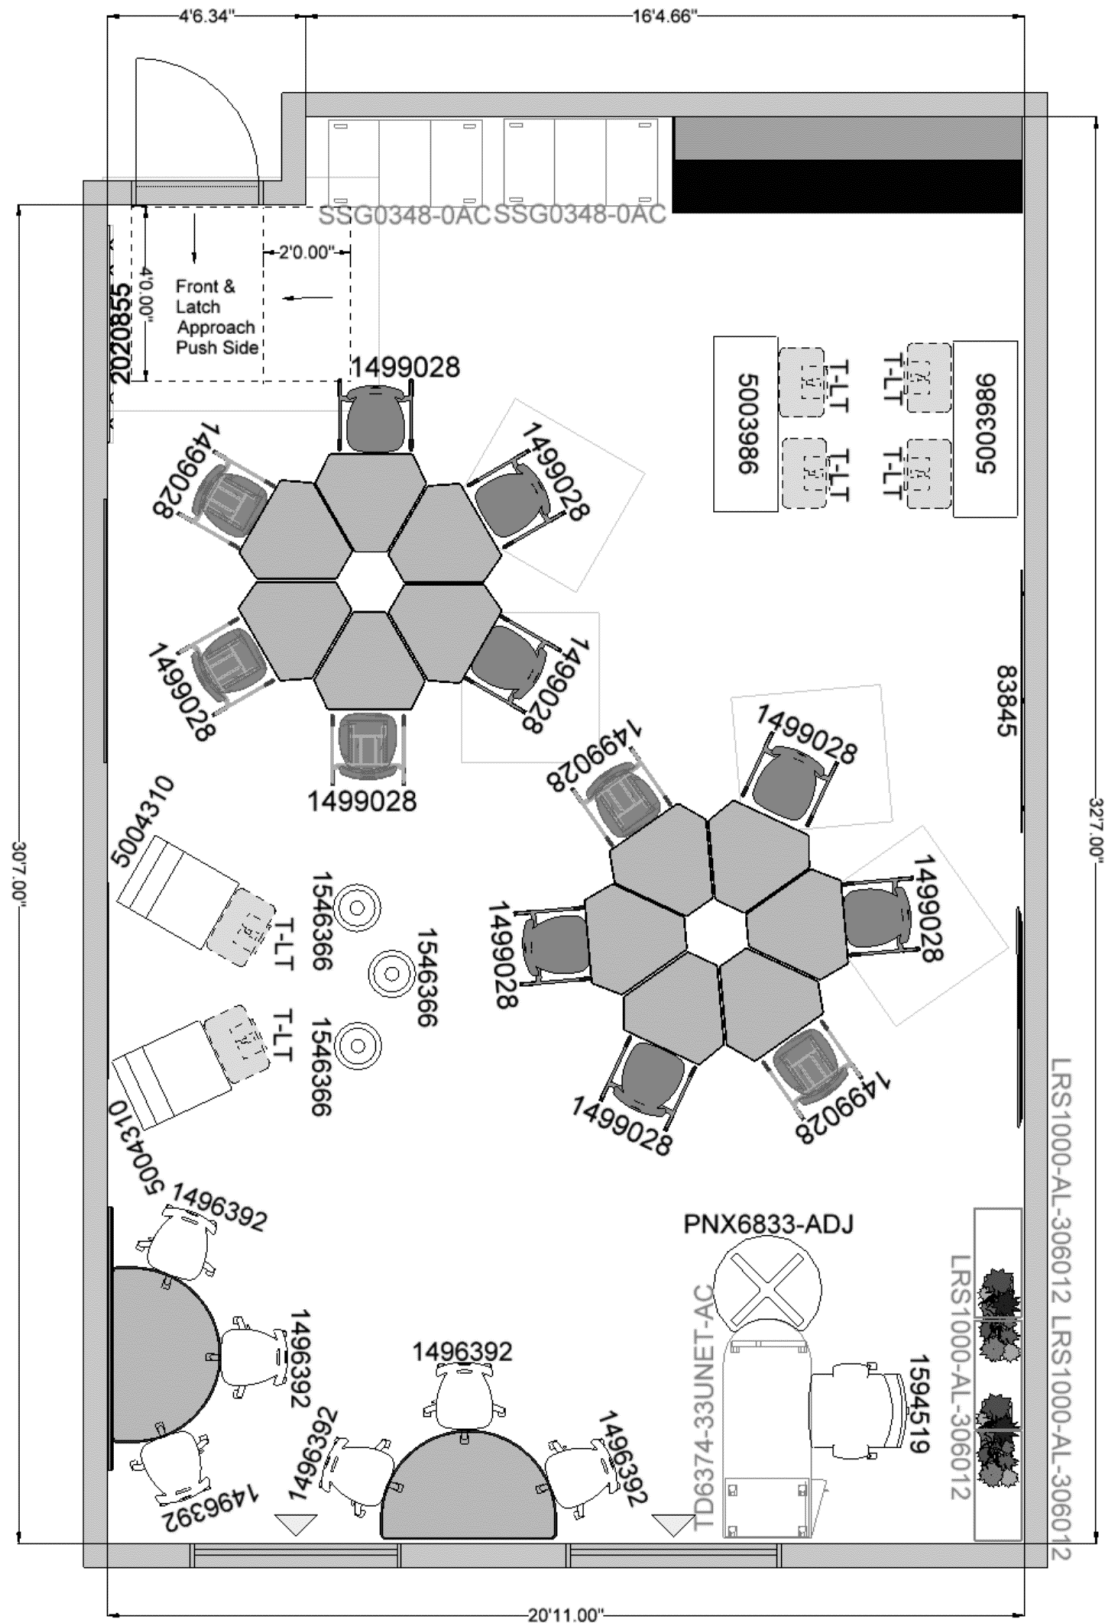 4'6.34"
16'4.66"
SSG0348-0AC
SSG0348-0AC
2020855
4'0.00"
2'0.00"
Front &
Latch
Approach
Push Side
1499028
1499028
1499028
1499028
1499028
1499028
5003986
T-LT
T-LT
T-LT
T-LT
5003986
83845
1499028
1499028
1499028
1499028
1499028
1499028
5004310
T-LT
1546366
1546366
1546366
T-LT
5004310
30'7.00"
32'7.00"
1496392
1496392
1496392
1496392
1496392
1496392
PNX6833-ADJ
TD6374-33UNET-AC
1594519
LRS1000-AL-306012
LRS1000-AL-306012
LRS1000-AL-306012
20'11.00"